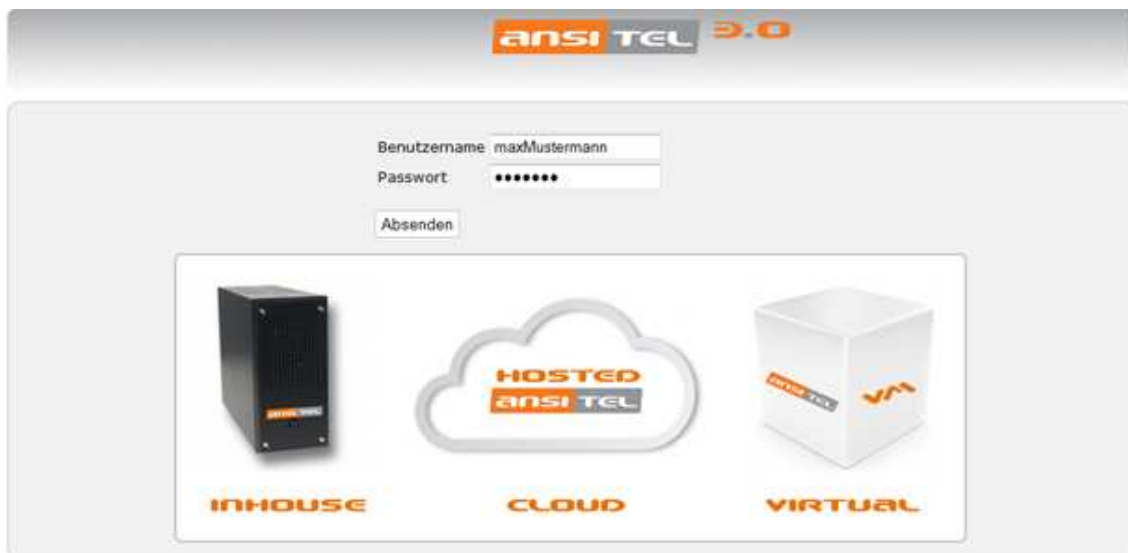 ansi TEL 3.0
Benutzername maxMustermann
Passwort •••••••
Absenden
HOSTED
ansi TEL
ansi TEL
ansi TEL
VM
INHOUSE
CLOUD
VIRTUAL